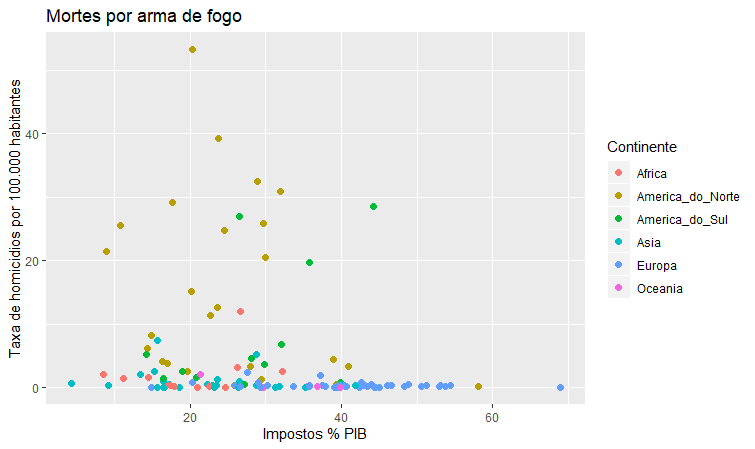 Mortes por arma de fogo
Taxa de homicidios por 100.000 habitantes
40
20
0
20
40
60
Impostos % PIB
Continente
Africa
America_do_Norte
America_do_Sul
Asia
Europa
Oceania